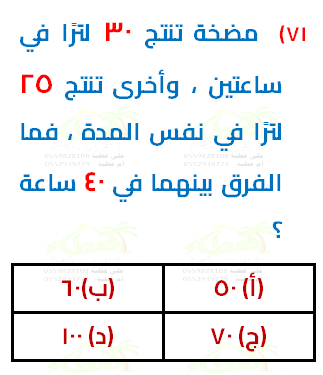 ٧١) مضخة تنتج ٣٠ لترًا في
ساعتين ، وأخرى تنتج ٢٥
لترًا في نفس المدة ، فما
الفرق بينهما في ٤٠ ساعة
؟
(أ) ٥٠ (ب) ٦٠
(ج) ٧٠ (د) ١٠٠